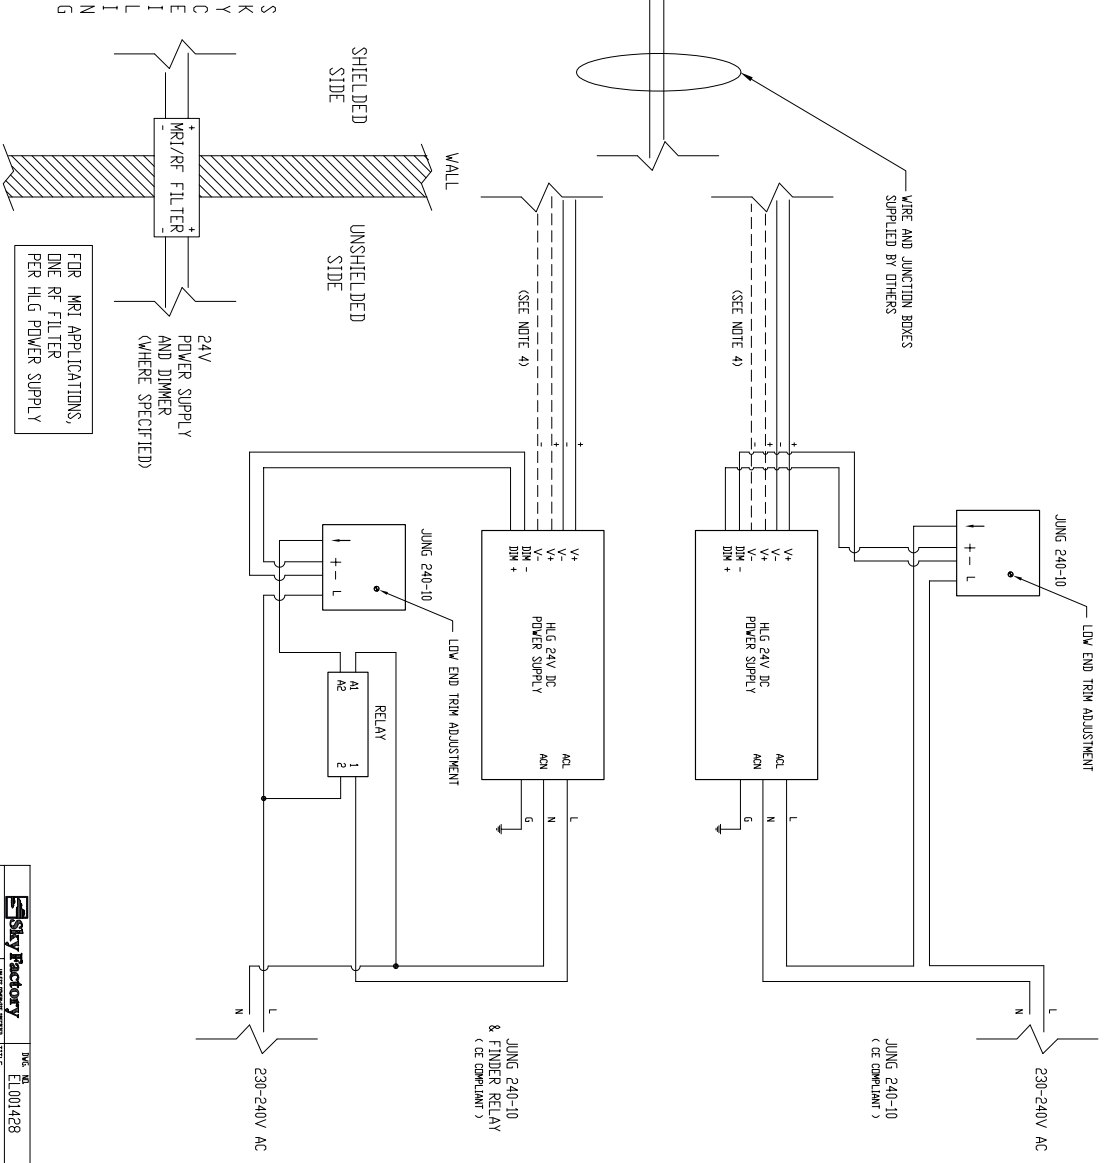 SKY CEILING
SHIELDED
SIDE
WALL
UNSHIELDED
SIDE
+
-
MRI/RF FILTER
+
-
24V
POWER SUPPLY
AND DIMMER
(WHERE SPECIFIED)
FOR MRI APPLICATIONS,
ONE RF FILTER
PER HLG POWER SUPPLY
WIRE AND JUNCTION BOXES
SUPPLIED BY OTHERS
(SEE NOTE 4)
+
-
+
-
JUNG 240-10
+
-
L
LOW END TRIM ADJUSTMENT
V+
V-
V+
V-
DIM -
DIM +
HLG 24V DC
POWER SUPPLY
ACL
ACN
L
N
G
L
N
230-240V AC
JUNG 240-10
( CE COMPLIANT )
(SEE NOTE 4)
+
-
+
-
V+
V-
V+
V-
DIM -
DIM +
HLG 24V DC
POWER SUPPLY
ACL
ACN
L
N
G
JUNG 240-10
+
-
L
LOW END TRIM ADJUSTMENT
A1
A2
RELAY
1
2
L
N
230-240V AC
JUNG 240-10
& FINDER RELAY
( CE COMPLIANT )
Sky Factory
DWG. NO.
EL001428